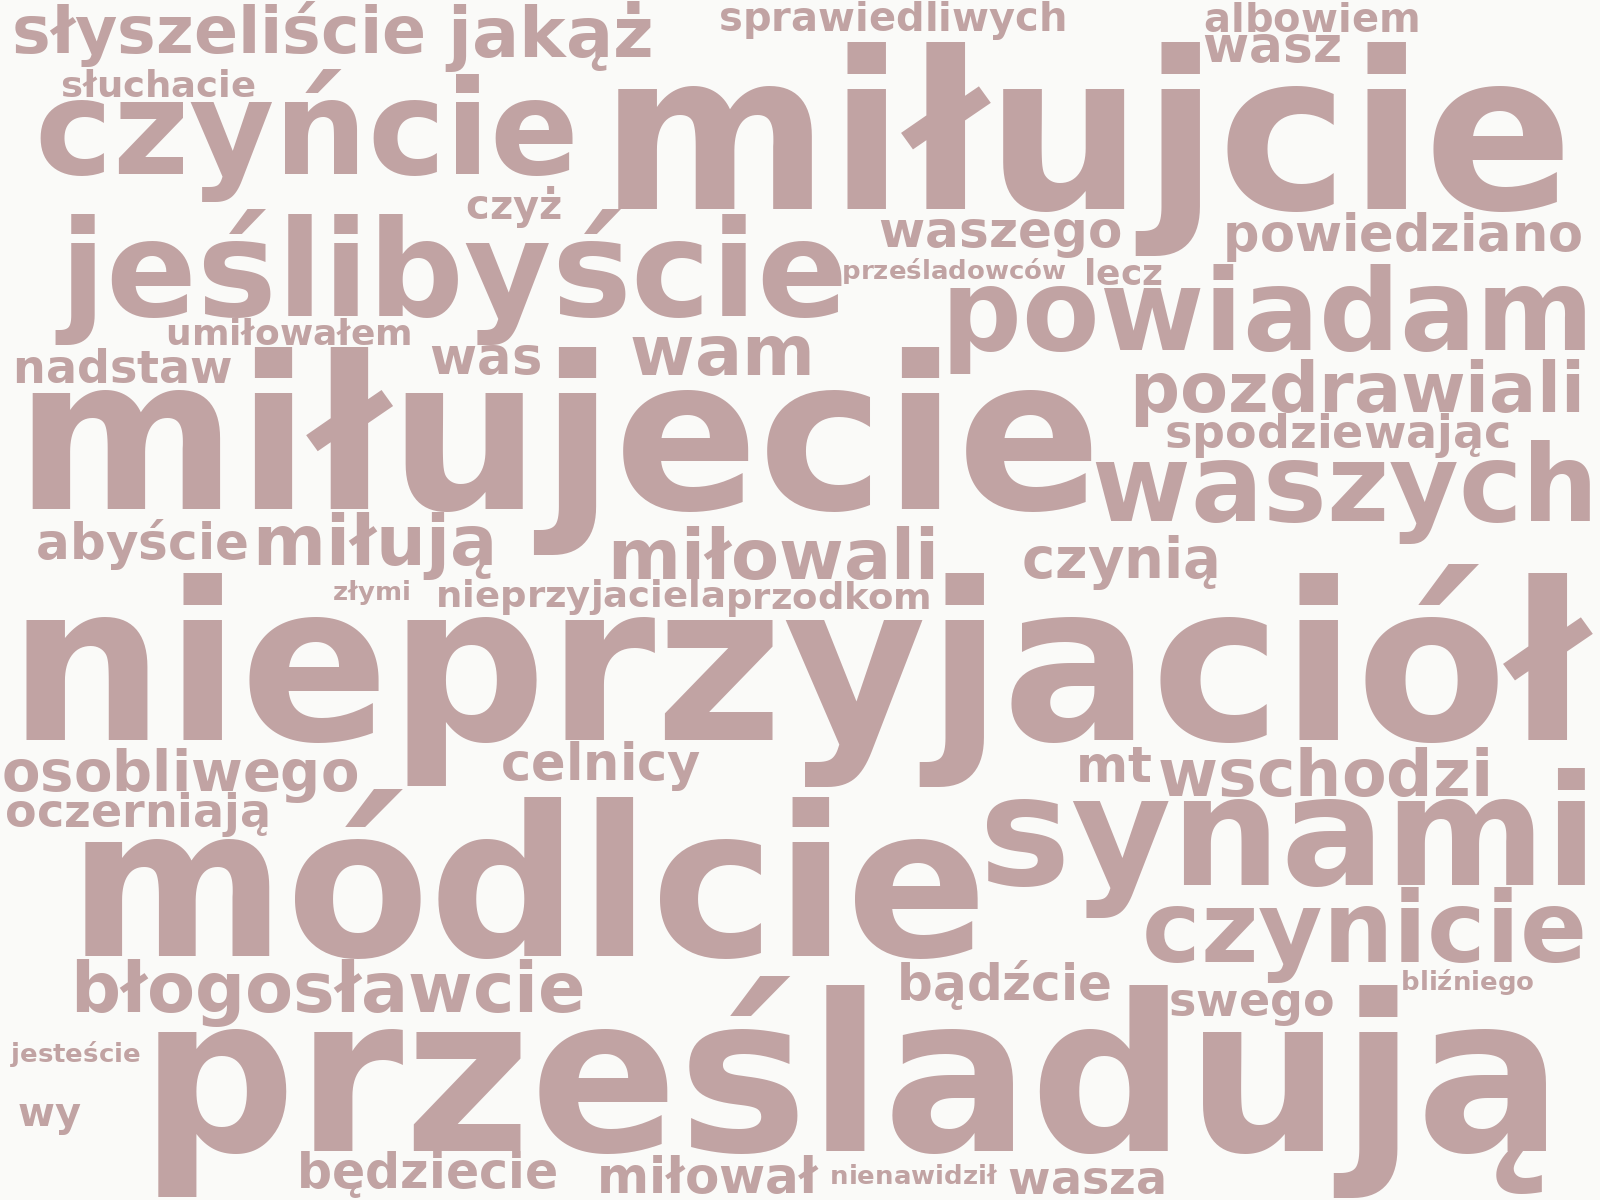 słyszeliście jakąż sprawiedliwych albowiem
wasz
słuchacie
czyńcie miłujcie
czyż
jeślibyście waszego powiedziano
prześladowców lecz
powiadam
umiłowałem
nadstaw was wam
miłujecie pozdrawiali
spodziewając
waszych
abyście miłują miłowali czynią
złymi nieprzyjaciela przodkom
nieprzyjaciół
osobliwego celnicy mt wschodzi
oczerniają
módlcie synami
czynicie
błogosławcie bądźcie bliźniego
swego
prześladują
jesteście
wy
będziecie miłował nienawidził wasza